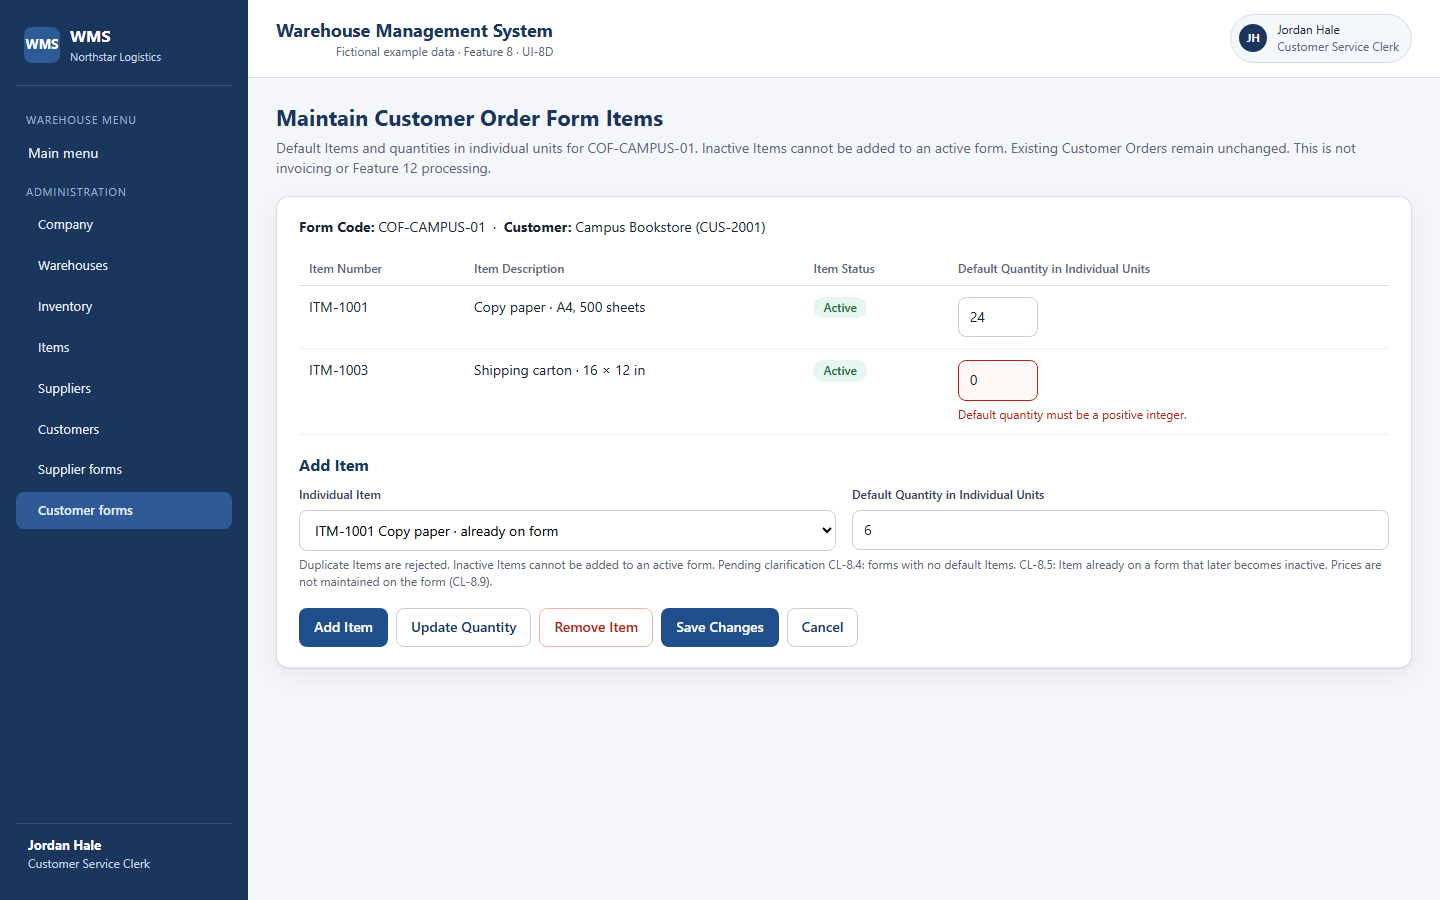 WMS
WMS
Northstar Logistics
WAREHOUSE MENU
Main menu
ADMINISTRATION
Company
Warehouses
Inventory
Items
Suppliers
Customers
Supplier forms
Customer forms
Jordan Hale
Customer Service Clerk
Warehouse Management System
Fictional example data · Feature 8 · UI-8D
JH
Jordan Hale
Customer Service Clerk
Maintain Customer Order Form Items
Default Items and quantities in individual units for COF-CAMPUS-01. Inactive Items cannot be added to an active form. Existing Customer Orders remain unchanged. This is not
invoicing or Feature 12 processing.
Form Code: COF-CAMPUS-01 · Customer: Campus Bookstore (CUS-2001)
Item Number Item Description Item Status Default Quantity in Individual Units
ITM-1001 Copy paper · A4, 500 sheets Active 24
ITM-1003 Shipping carton · 16 × 12 in Active 0
Default quantity must be a positive integer.
Add Item
Individual Item Default Quantity in Individual Units
ITM-1001 Copy paper · already on form 6
Duplicate Items are rejected. Inactive Items cannot be added to an active form. Pending clarification CL-8.4: forms with no default Items. CL-8.5: Item already on a form that later becomes inactive. Prices are
not maintained on the form (CL-8.9).
Add Item Update Quantity Remove Item Save Changes Cancel